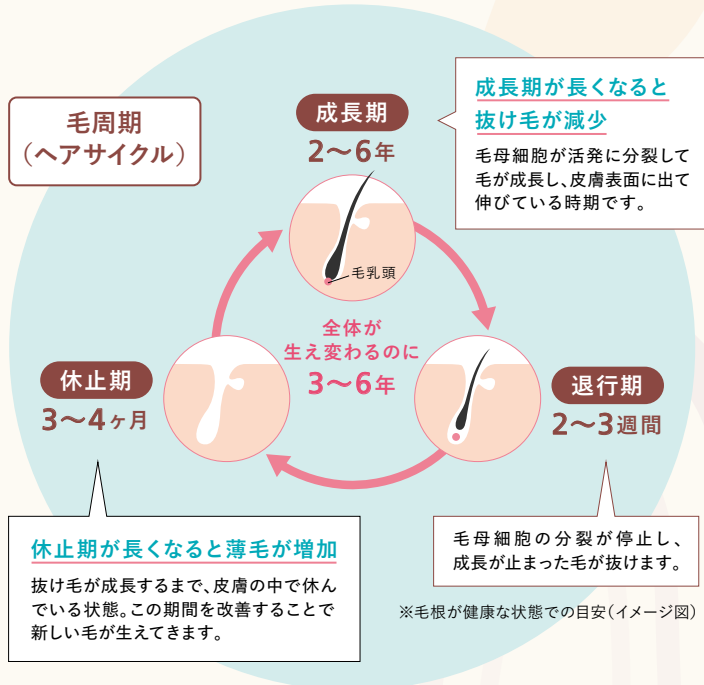 毛周期
（ヘアサイクル）
成長期
2〜6年
成長期が長くなると
抜け毛が減少
毛母細胞が活発に分裂して
毛が成長し、皮膚表面に出て
伸びている時期です。
毛乳頭
全体が
生え変わるのに
3〜6年
休止期
3〜4ヶ月
退行期
2〜3週間
休止期が長くなると薄毛が増加
抜け毛が成長するまで、皮膚の中で休ん
でいる状態。この期間を改善することで
新しい毛が生えてきます。
毛母細胞の分裂が停止し、
成長が止まった毛が抜けます。
※毛根が健康な状態での目安（イメージ図）